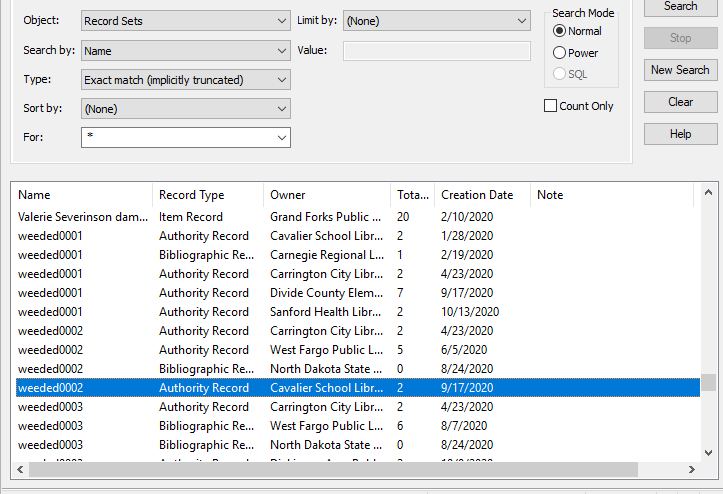 Object: Record Sets Limit by: (None) Search Mode Search
Normal
Search by: Name Value: Power Stop
Type: Exact match (implicitly truncated) SQL New Search
Sort by: (None) Count Only Clear
For: * Help
Name Record Type Owner Tota... Creation Date Note
Valerie Severinson dam... Item Record Grand Forks Public ... 20 2/10/2020
weeded0001 Authority Record Cavalier School Libr... 2 1/28/2020
weeded0001 Bibliographic Re... Carnegie Regional L... 1 2/19/2020
weeded0001 Authority Record Carrington City Libr... 2 4/23/2020
weeded0001 Authority Record Divide County Elem... 7 9/17/2020
weeded0001 Authority Record Sanford Health Libr... 2 10/13/2020
weeded0002 Authority Record Carrington City Libr... 2 4/23/2020
weeded0002 Authority Record West Fargo Public L... 5 6/5/2020
weeded0002 Bibliographic Re... North Dakota State ... 0 8/24/2020
weeded0002 Authority Record Cavalier School Libr... 2 9/17/2020
weeded0003 Authority Record Carrington City Libr... 2 4/23/2020
weeded0003 Bibliographic Re... West Fargo Public L... 6 8/7/2020
weeded0003 Bibliographic Re... North Dakota State ... 0 8/24/2020
weeded0003 Authority Record